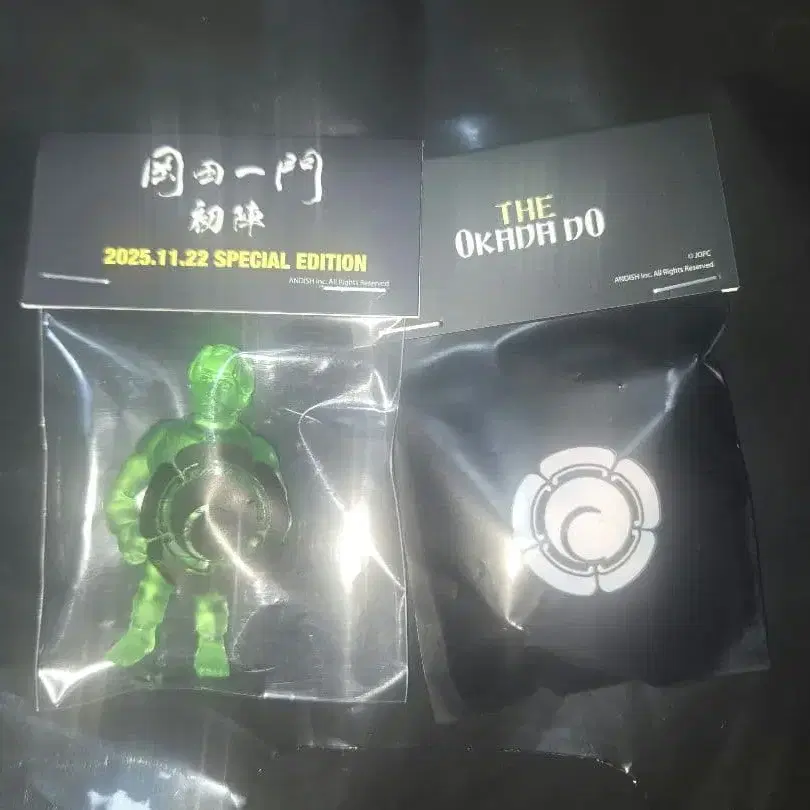 岡田一門
初陣
2025.11.22 SPECIAL EDITION
ANDISH Inc. All Rights Reserved
THE
OKADA DO
© JOFC
ANDISH Inc. All Rights Reserved